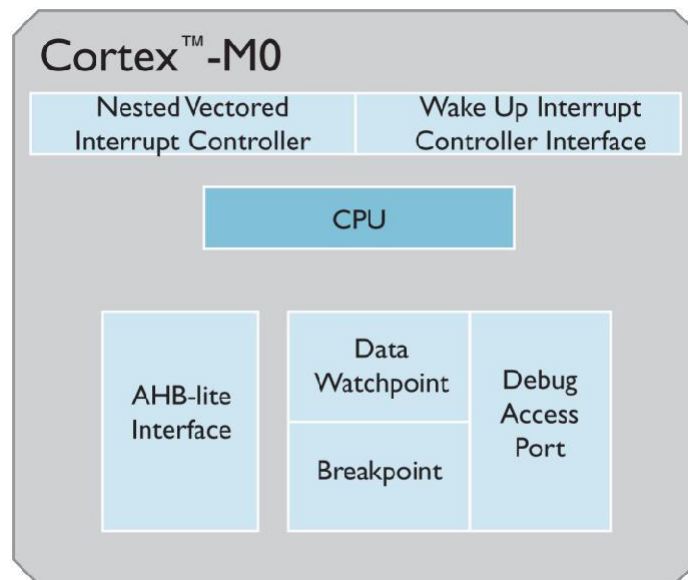 Cortex™-M0
Nested Vectored
Interrupt Controller
Wake Up Interrupt
Controller Interface
CPU
AHB-lite
Interface
Data
Watchpoint
Breakpoint
Debug
Access
Port